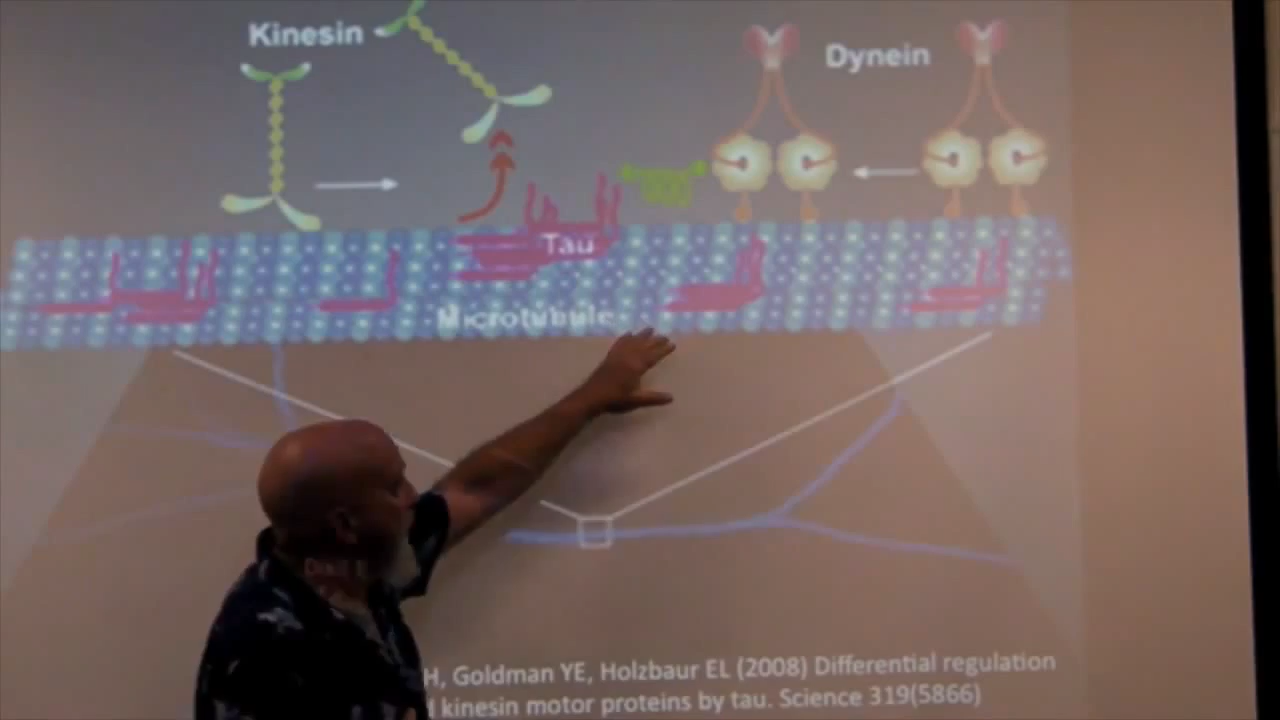 Kinesin
Dynein
Tau
Microtubule
H, Goldman YE, Holzbaur EL (2008) Differential regulation
kinesin motor proteins by tau. Science 319(5866)